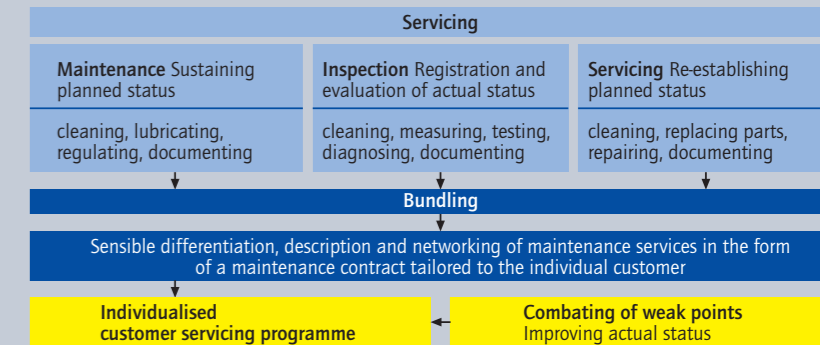 Servicing
Maintenance Sustaining
planned status
cleaning, lubricating,
regulating, documenting
Inspection Registration and
evaluation of actual status
cleaning, measuring, testing,
diagnosing, documenting
Servicing Re-establishing
planned status
cleaning, replacing parts,
repairing, documenting
Bundling
Sensible differentiation, description and networking of maintenance services in the form
of a maintenance contract tailored to the individual customer
Individualised
customer servicing programme
Combating of weak points
Improving actual status